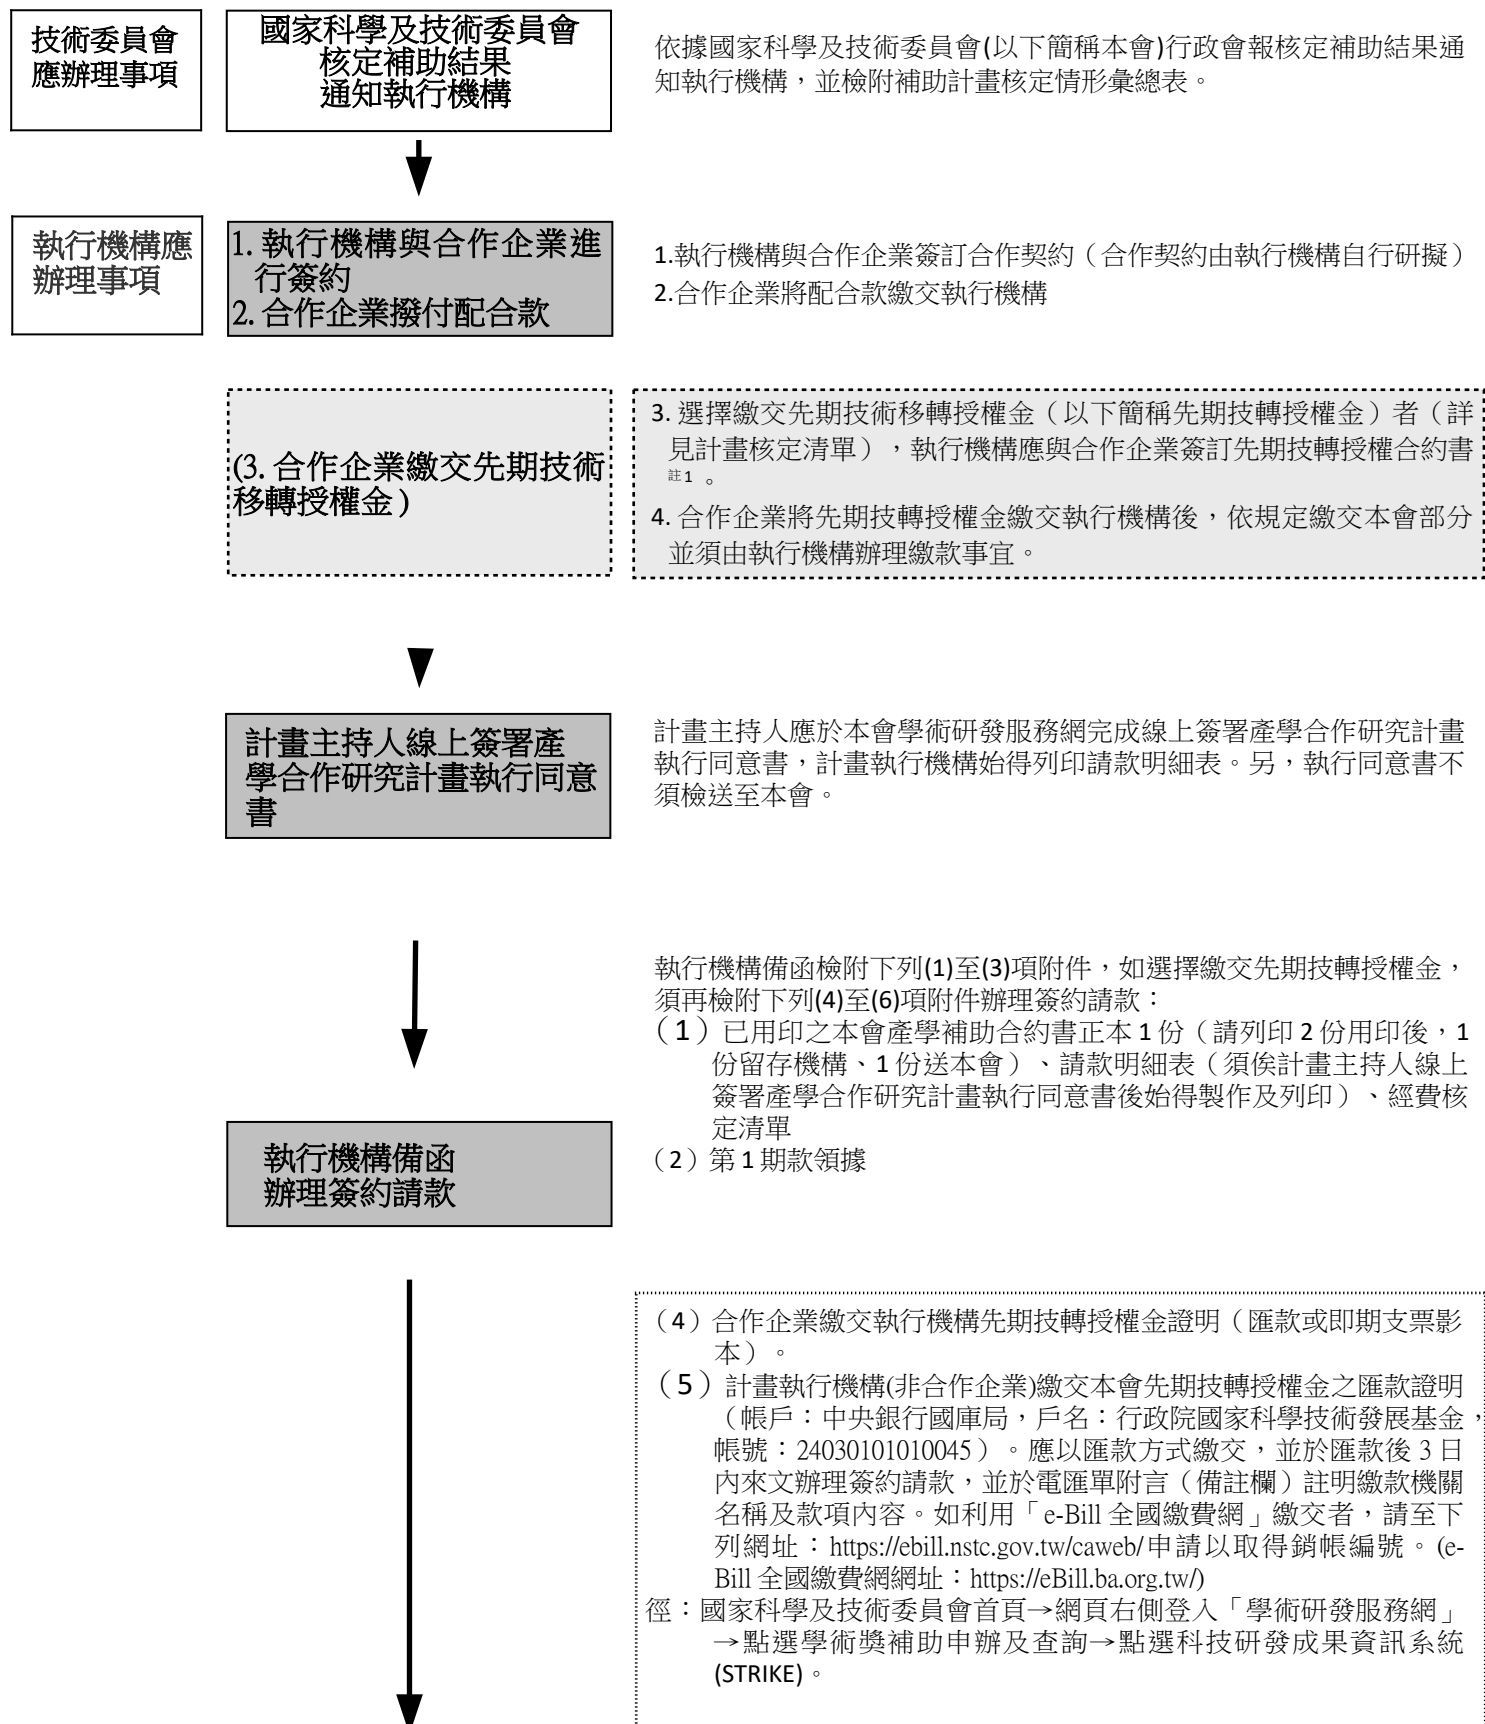 技術委員會
應辦理事項
國家科學及技術委員會
核定補助結果
通知執行機構
依據國家科學及技術委員會(以下簡稱本會)行政會報核定補助結果通
知執行機構，並檢附補助計畫核定情形彙總表。
執行機構應
辦理事項
1. 執行機構與合作企業進
行簽約
2. 合作企業撥付配合款
1.執行機構與合作企業簽訂合作契約（合作契約由執行機構自行研擬）
2.合作企業將配合款繳交執行機構
(3. 合作企業繳交先期技術
移轉授權金)
3. 選擇繳交先期技術移轉授權金（以下簡稱先期技轉授權金）者（詳
見計畫核定清單），執行機構應與合作企業簽訂先期技轉授權合約書
註1 。
4. 合作企業將先期技轉授權金繳交執行機構後，依規定繳交本會部分
並須由執行機構辦理繳款事宜。
計畫主持人線上簽署產
學合作研究計畫執行同意
書
計畫主持人應於本會學術研發服務網完成線上簽署產學合作研究計畫
執行同意書，計畫執行機構始得列印請款明細表。另，執行同意書不
須檢送至本會。
執行機構備函檢附下列(1)至(3)項附件，如選擇繳交先期技轉授權金，
須再檢附下列(4)至(6)項附件辦理簽約請款：
（1）已用印之本會產學補助合約書正本 1 份（請列印 2 份用印後，1
份留存機構、1 份送本會）、請款明細表（須俟計畫主持人線上
簽署產學合作研究計畫執行同意書後始得製作及列印）、經費核
定清單
（2）第 1 期款領據
執行機構備函
辦理簽約請款
（4）合作企業繳交執行機構先期技轉授權金證明（匯款或即期支票影
本）。
（5）計畫執行機構(非合作企業)繳交本會先期技轉授權金之匯款證明
（帳戶：中央銀行國庫局，戶名：行政院國家科學技術發展基金，
帳號：24030101010045）。應以匯款方式繳交，並於匯款後 3 日
內來文辦理簽約請款，並於電匯單附言（備註欄）註明繳款機關
名稱及款項內容。如利用「e-Bill 全國繳費網」繳交者，請至下
列網址：https://ebill.nstc.gov.tw/caweb/申請以取得銷帳編號。(e-
Bill 全國繳費網網址：https://eBill.ba.org.tw/)
徑：國家科學及技術委員會首頁→網頁右側登入「學術研發服務網」
→點選學術獎補助申辦及查詢→點選科技研發成果資訊系統
(STRIKE)。